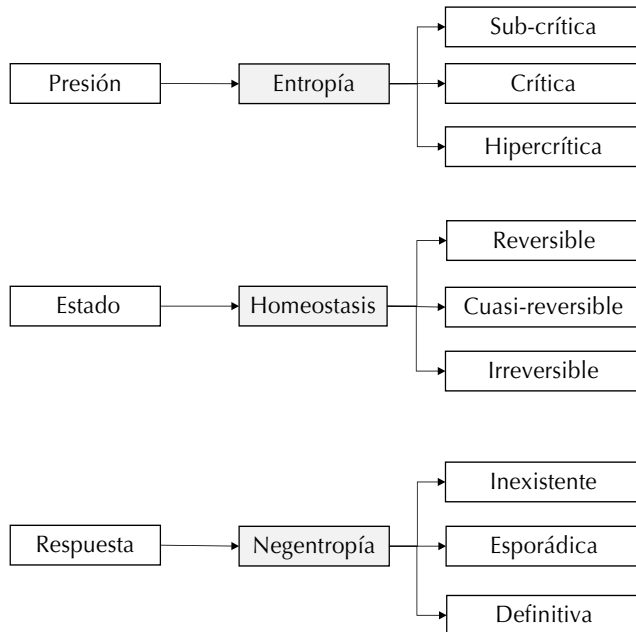 Sub-crítica
Presión
Entropía
Crítica
Hipercrítica
Reversible
Estado
Homeostasis
Cuasi-reversible
Irreversible
Inexistente
Respuesta
Negentropía
Esporádica
Definitiva